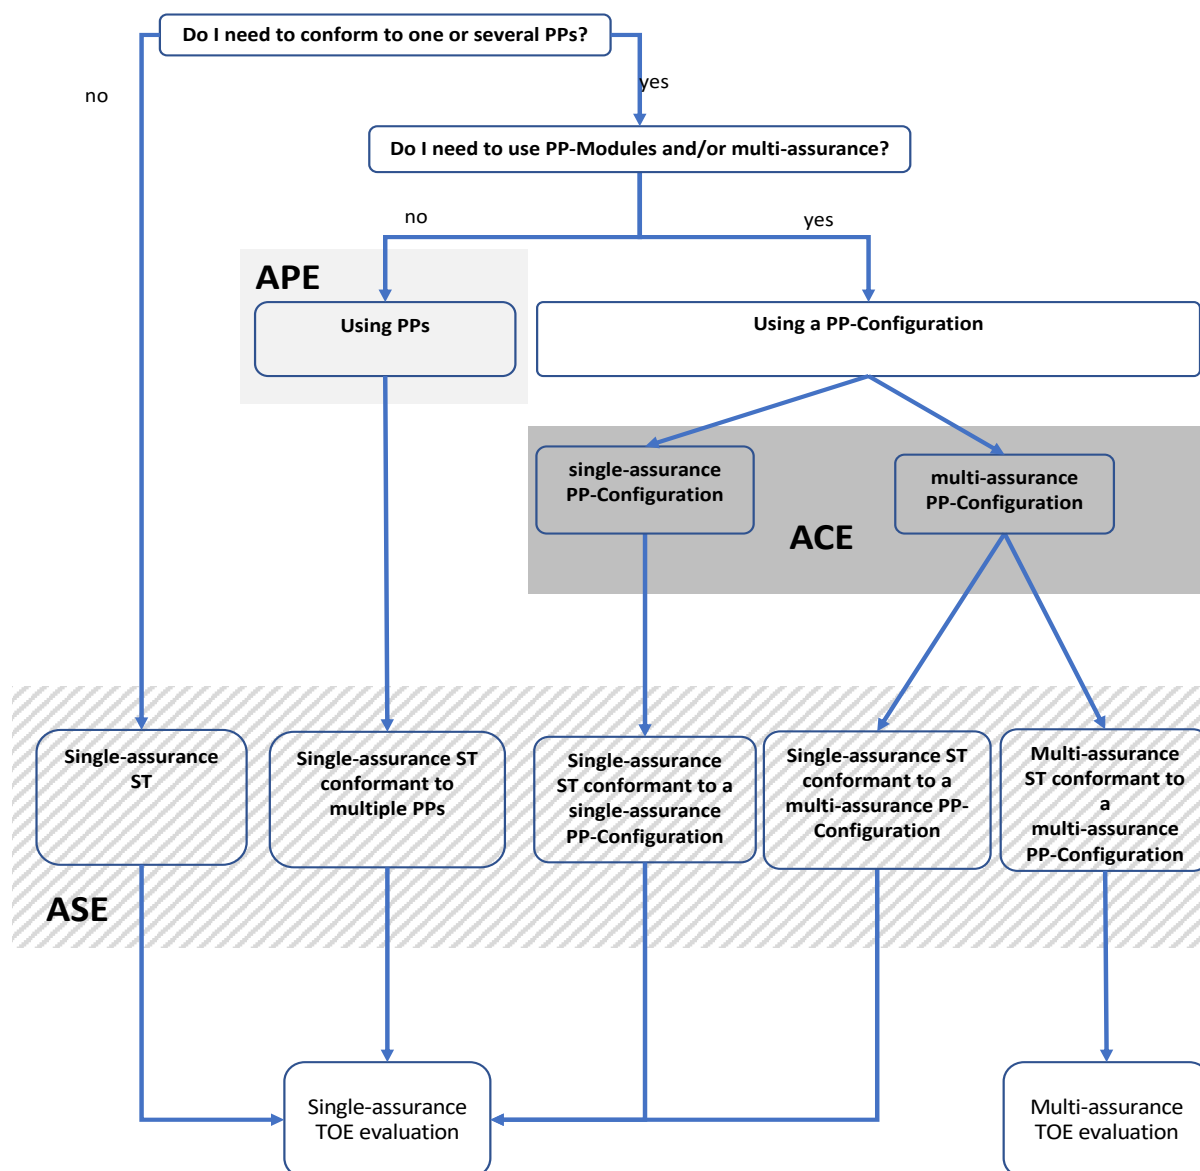 Do I need to conform to one or several PPs?
no
yes
Do I need to use PP-Modules and/or multi-assurance?
no
yes
APE
Using PPs
Using a PP-Configuration
single-assurance
PP-Configuration
multi-assurance
PP-Configuration
ACE
Single-assurance
ST
Single-assurance ST
conformant to
multiple PPs
Single-assurance
ST conformant to a
single-assurance
PP-Configuration
Single-assurance ST
conformant to a
multi-assurance PP-
Configuration
Multi-assurance
ST conformant to
a
multi-assurance
PP-Configuration
ASE
Single-assurance
TOE evaluation
Multi-assurance
TOE evaluation